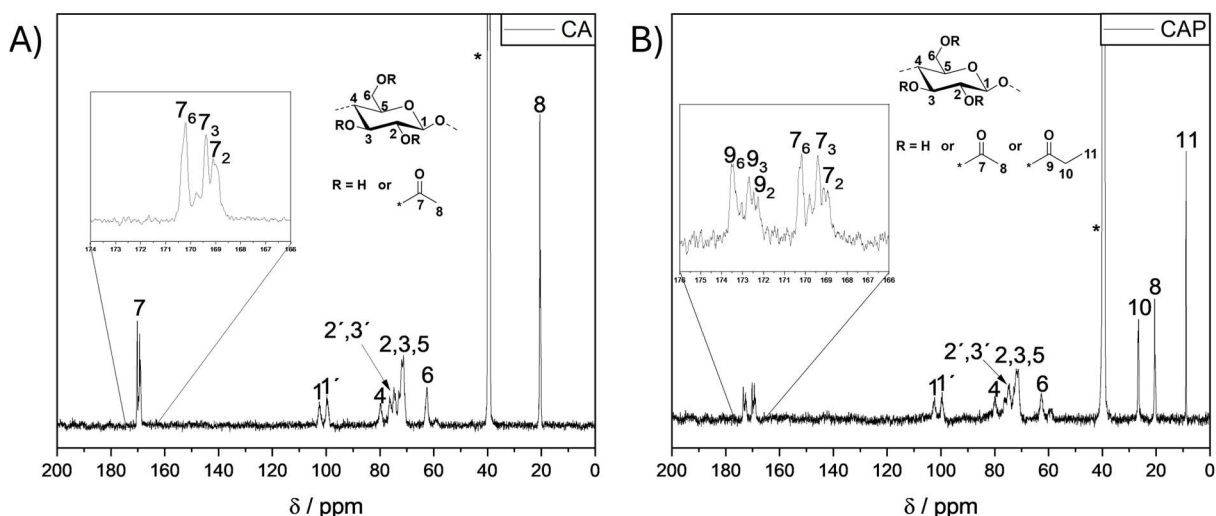 A)
CA
*
7₆
7₃
7₂
174 173 172 171 170 169 168 167 166
OR
6
4
5
O
RO
3
2
OR
1
O
R = H or
O
*
7
8
8
7
2´,3´
2,3,5
1
1´
4
6
200 180 160 140 120 100 80 60 40 20 0
δ / ppm
B)
CAP
*
9₆
9₃
9₂
7₆
7₃
7₂
176 175 174 173 172 171 170 169 168 167 166
OR
6
4
5
O
RO
3
2
OR
1
O
R = H or
O
*
7
8
or
O
*
9
10
11
11
10
8
2´,3´
2,3,5
1
1´
4
6
200 180 160 140 120 100 80 60 40 20 0
δ / ppm